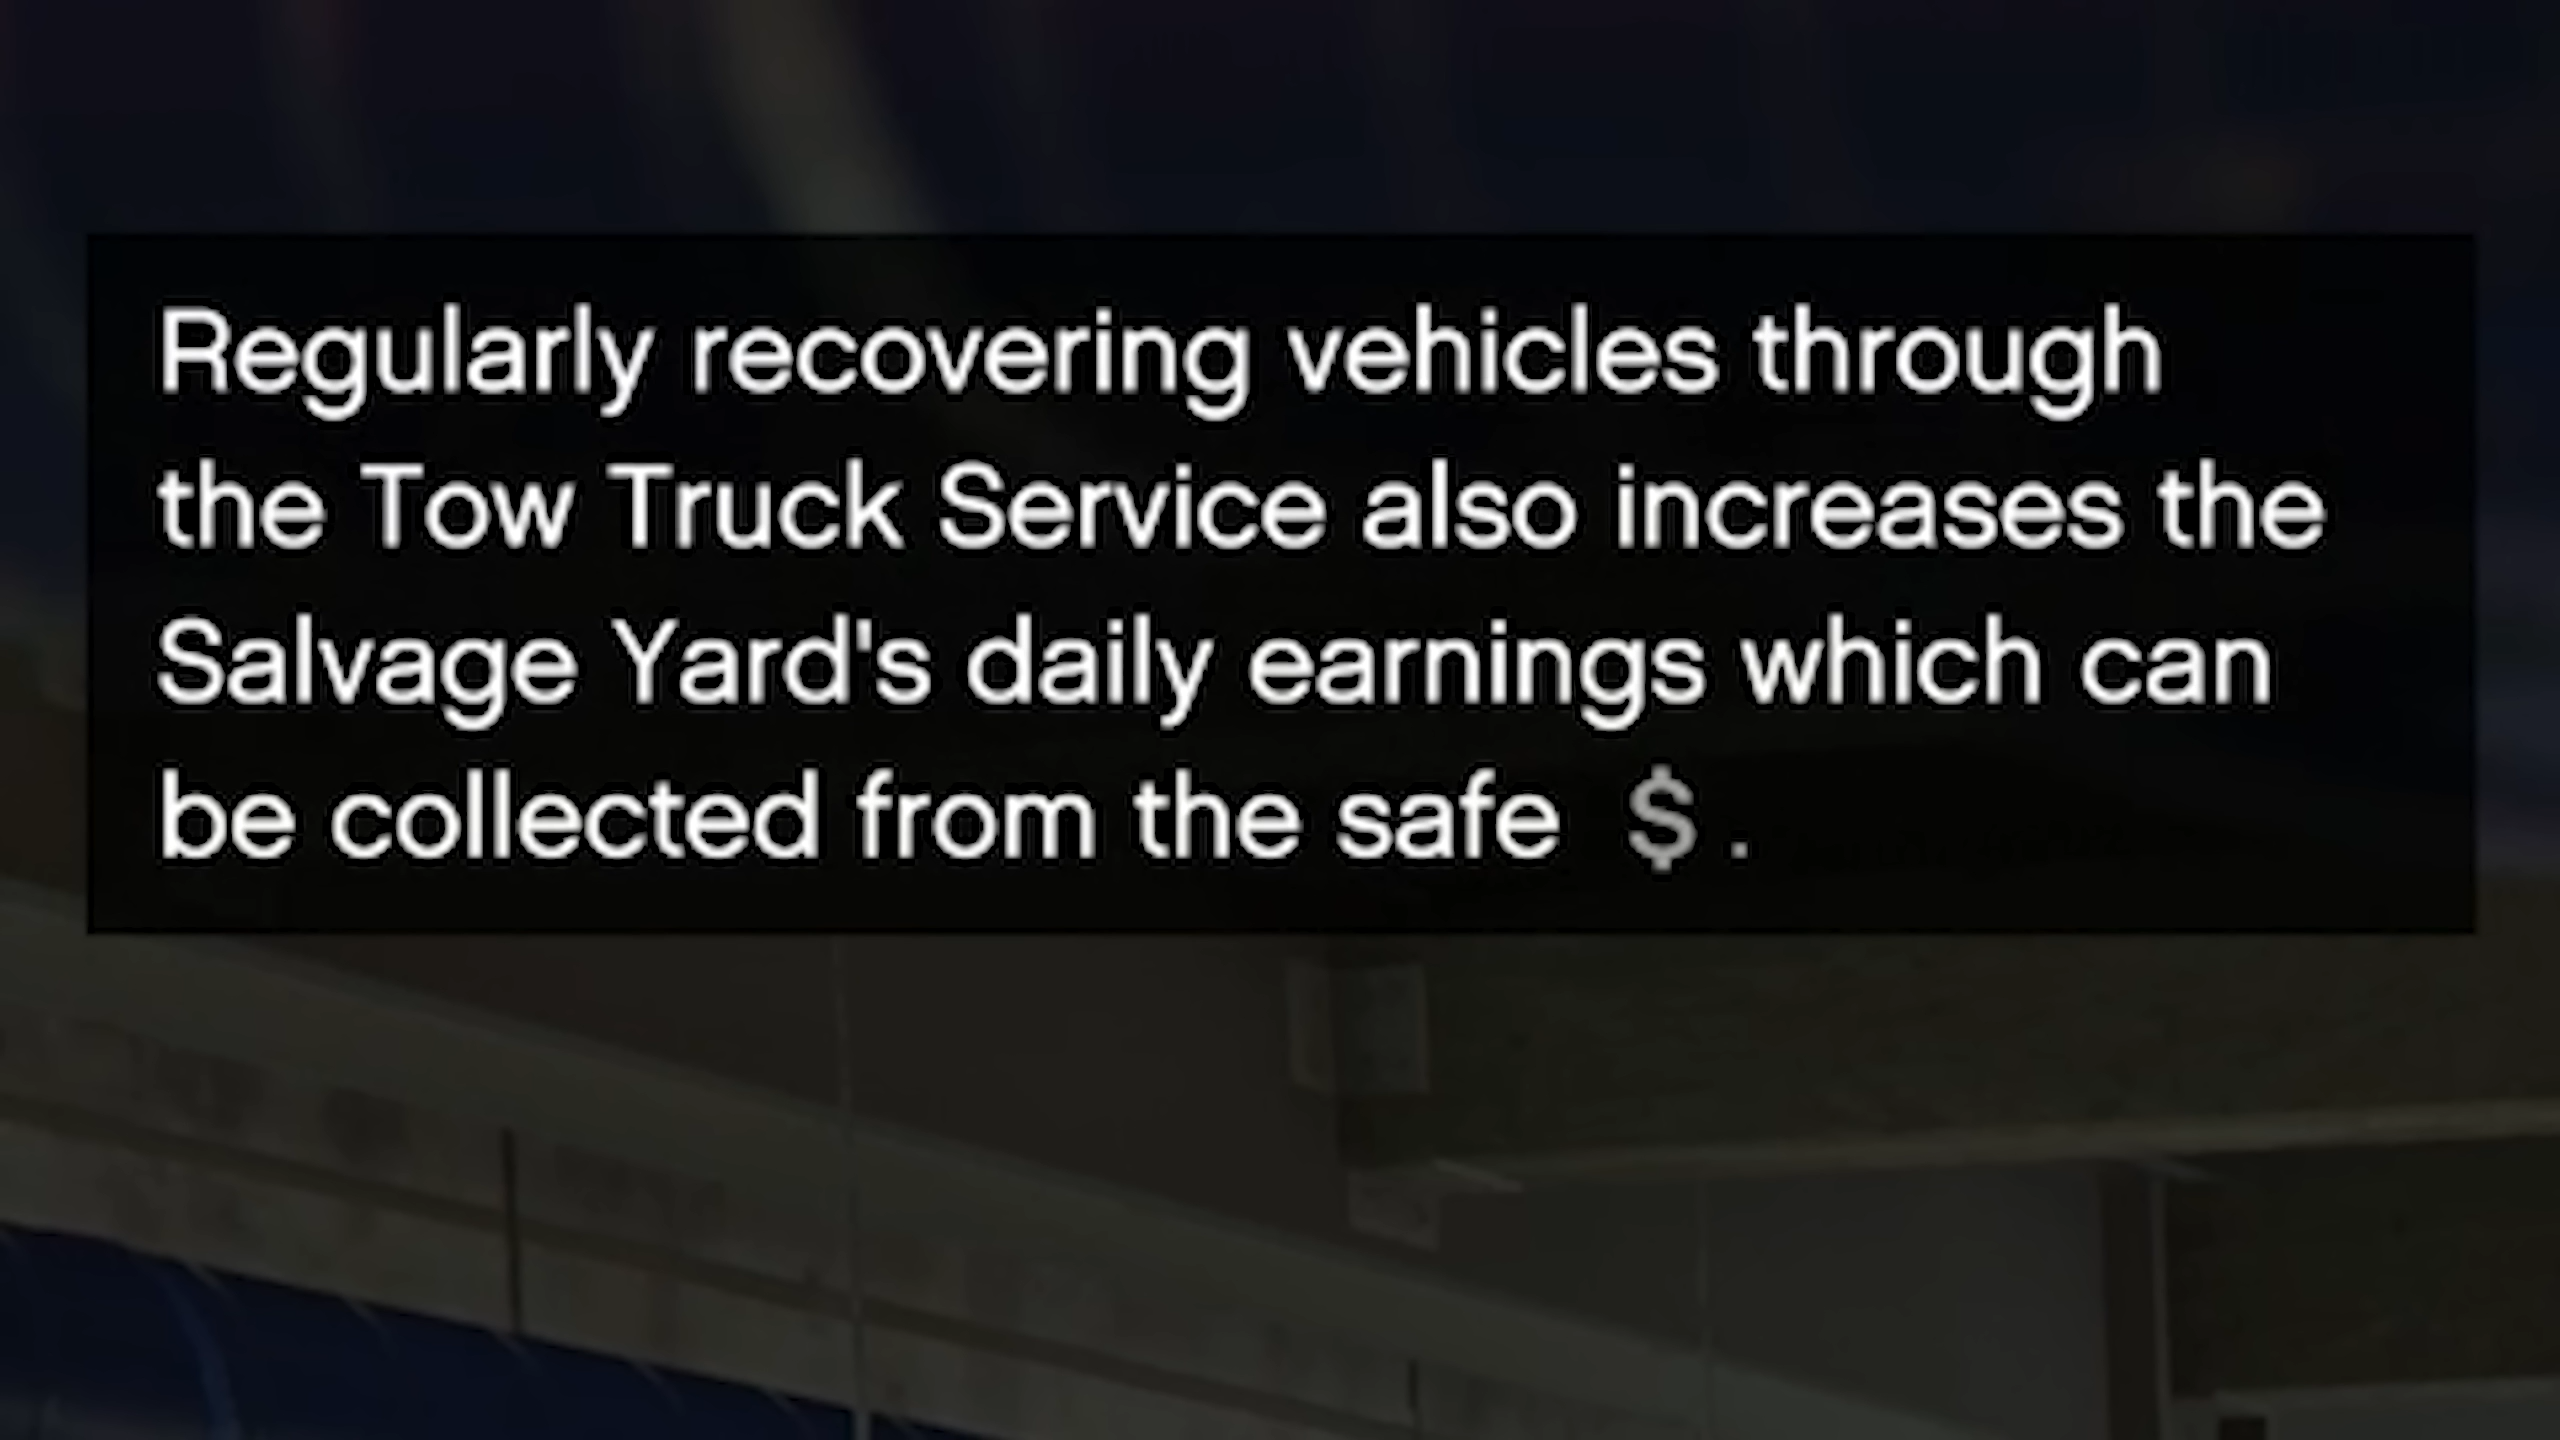 Regularly recovering vehicles through
the Tow Truck Service also increases the
Salvage Yard's daily earnings which can
be collected from the safe $ .